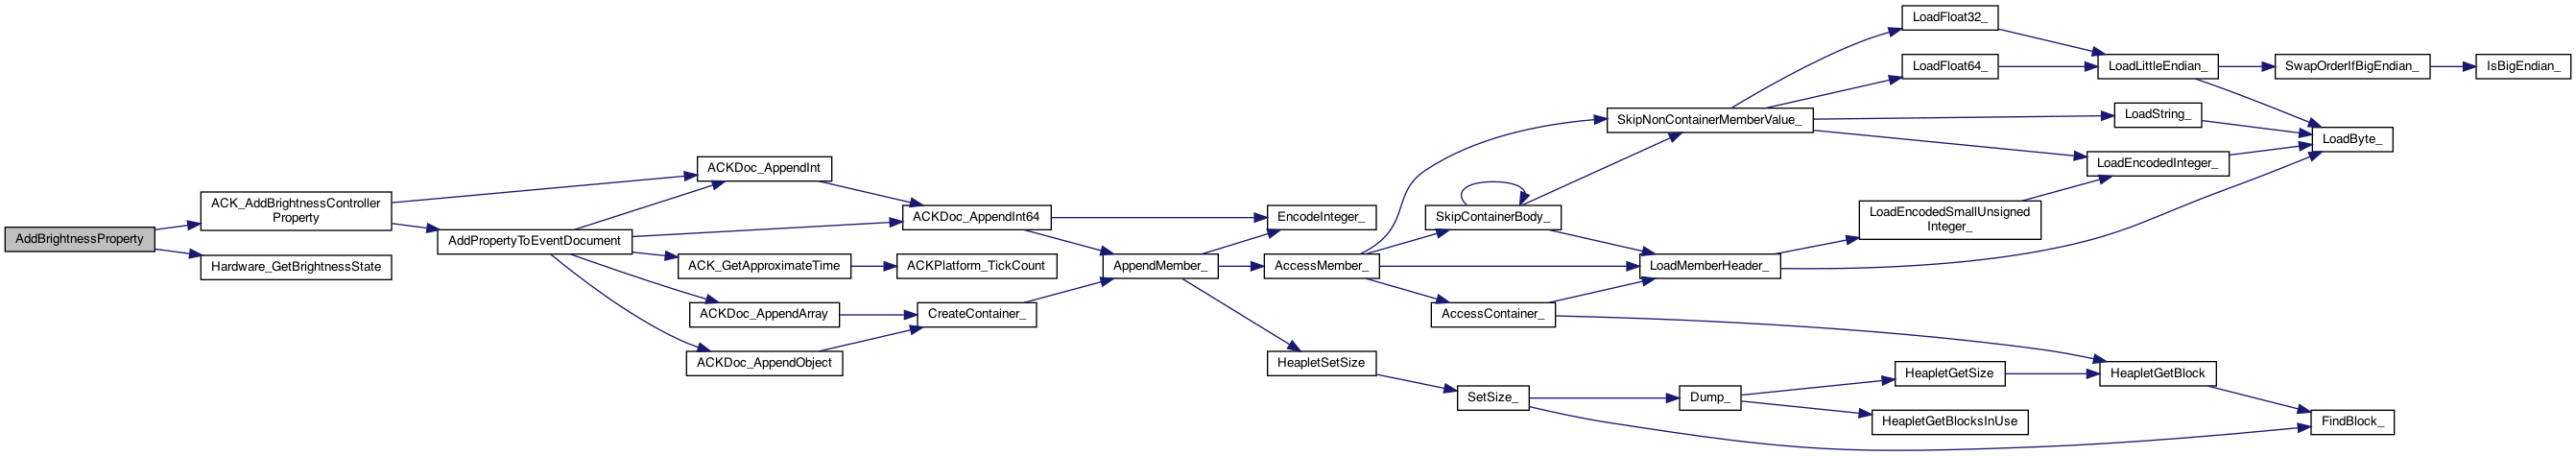 AddBrightnessProperty
ACK_AddBrightnessController
Property
Hardware_GetBrightnessState
AddPropertyToEventDocument
ACKDoc_AppendInt
ACK_GetApproximateTime
ACKDoc_AppendArray
ACKDoc_AppendObject
ACKDoc_AppendInt64
ACKPlatform_TickCount
CreateContainer_
AppendMember_
EncodeInteger_
AccessMember_
HeapletSetSize
SkipContainerBody_
AccessContainer_
SetSize_
SkipNonContainerMemberValue_
LoadMemberHeader_
Dump_
LoadFloat32_
LoadFloat64_
LoadEncodedSmallUnsigned
Integer_
HeapletGetSize
HeapletGetBlocksInUse
LoadLittleEndian_
LoadString_
LoadEncodedInteger_
HeapletGetBlock
SwapOrderIfBigEndian_
LoadByte_
FindBlock_
IsBigEndian_